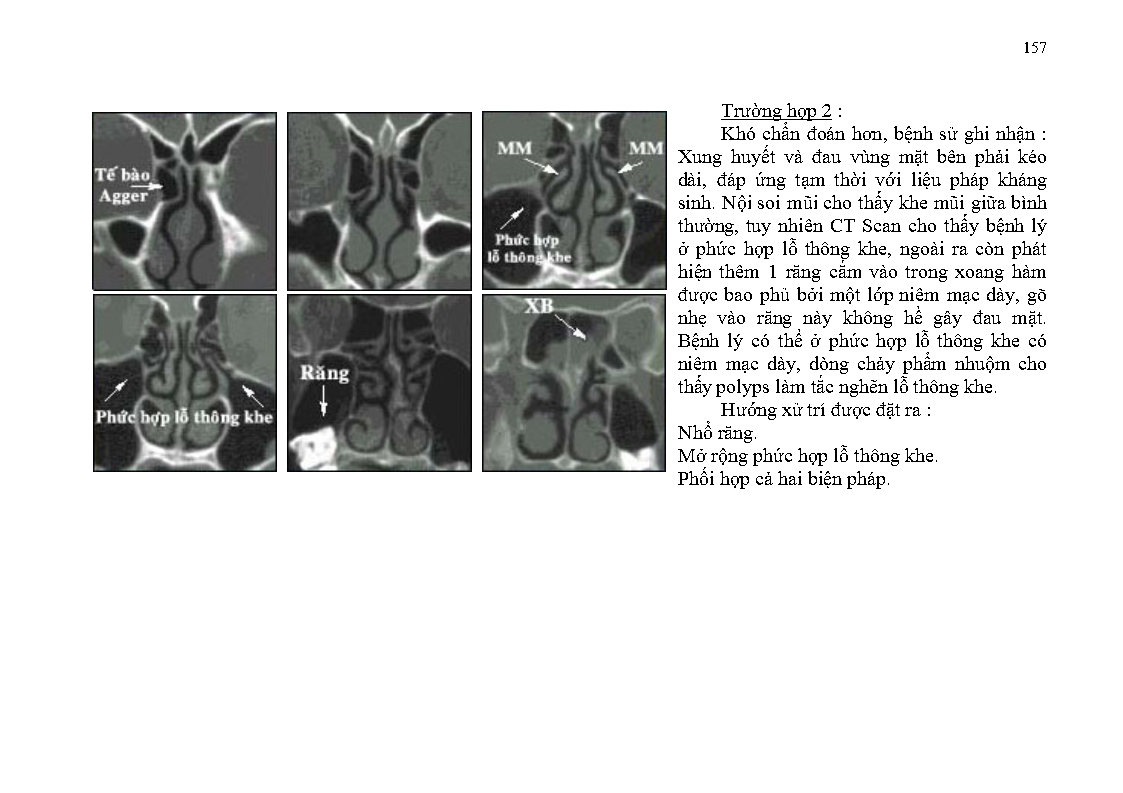 157
Tế bào
Agger
MM
MM
Phức hợp
lỗ thông khe
Phức hợp lỗ thông khe
Răng
XB
Trường hợp 2 :
Khó chẩn đoán hơn, bệnh sử ghi nhận :
Xung huyết và đau vùng mặt bên phải kéo
dài, đáp ứng tạm thời với liệu pháp kháng
sinh. Nội soi mũi cho thấy khe mũi giữa bình
thường, tuy nhiên CT Scan cho thấy bệnh lý
ở phức hợp lỗ thông khe, ngoài ra còn phát
hiện thêm 1 răng cắm vào trong xoang hàm
được bao phủ bởi một lớp niêm mạc dày, gõ
nhẹ vào răng này không hề gây đau mặt.
Bệnh lý có thể ở phức hợp lỗ thông khe có
niêm mạc dày, dòng chảy phẩm nhuộm cho
thấy polyps làm tắc nghẽn lỗ thông khe.
Hướng xử trí được đặt ra :
Nhổ răng.
Mở rộng phức hợp lỗ thông khe.
Phối hợp cả hai biện pháp.